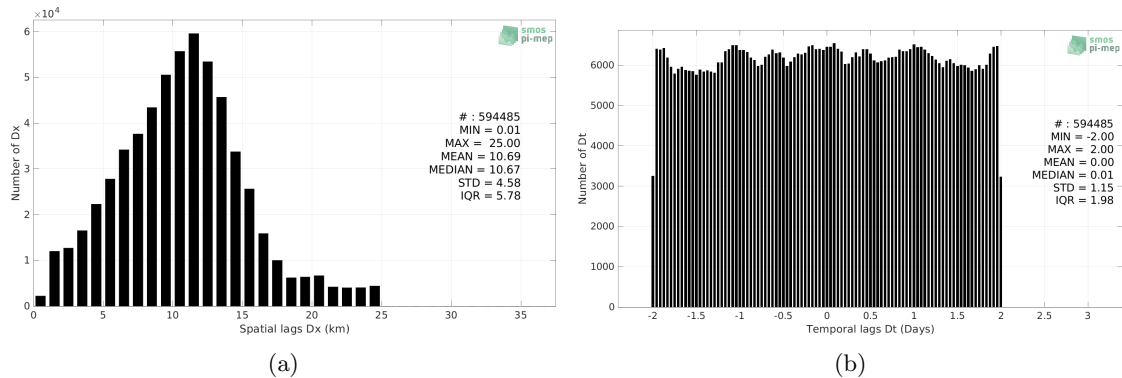 ×10⁴
6
5
4
3
2
1
0
Number of Dx
0 5 10 15 20 25 30 35
Spatial lags Dx (km)
smos
pi-mep
# : 594485
MIN = 0.01
MAX = 25.00
MEAN = 10.69
MEDIAN = 10.67
STD = 4.58
IQR = 5.78
(a)
6000
5000
4000
3000
2000
1000
0
Number of Dt
-2 -1.5 -1 -0.5 0 0.5 1 1.5 2 2.5 3
Temporal lags Dt (Days)
smos
pi-mep
# : 594485
MIN = -2.00
MAX = 2.00
MEAN = 0.00
MEDIAN = 0.01
STD = 1.15
IQR = 1.98
(b)